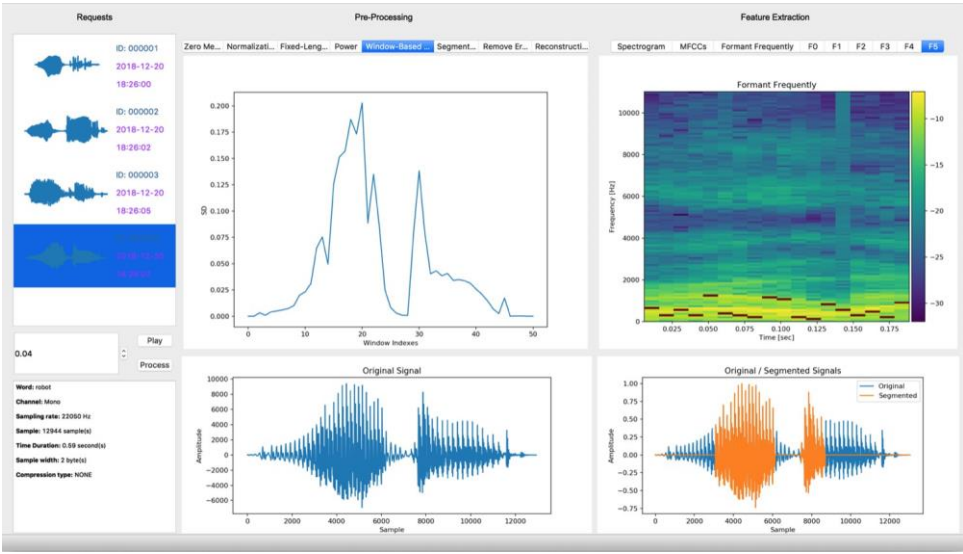 Requests
Pre-Processing
Feature Extraction
ID: 000001
2018-12-20
18:26:00
ID: 000002
2018-12-20
18:26:02
ID: 000003
2018-12-20
18:26:05
Zero Me... Normalizati... Fixed-Leng... Power Window-Based ... Segment... Remove Er... Reconstructi...
Spectrogram MFCCs Formant Frequently F0 F1 F2 F3 F4 F5
0.200
0.175
0.150
0.125
0.100
0.075
0.050
0.025
0.000
SD
0 10 20 30 40 50
Window Indexes
Formant Frequently
10000
8000
6000
4000
2000
0
Frequency [Hz]
0.025 0.050 0.075 0.100 0.125 0.150 0.175
Time [sec]
−10
−15
−20
−25
−30
0.04
Play
Process
Word: robot
Channel: Mono
Sampling rate: 22050 Hz
Sample: 12944 sample(s)
Time Duration: 0.59 second(s)
Sample width: 2 byte(s)
Compression type: NONE
Original Signal
10000
8000
6000
4000
2000
0
−2000
−4000
−6000
Amplitude
0 2000 4000 6000 8000 10000 12000
Sample
Original / Segmented Signals
Original
Segmented
1.00
0.75
0.50
0.25
0.00
−0.25
−0.50
−0.75
Amplitude
0 2000 4000 6000 8000 10000 12000
Sample